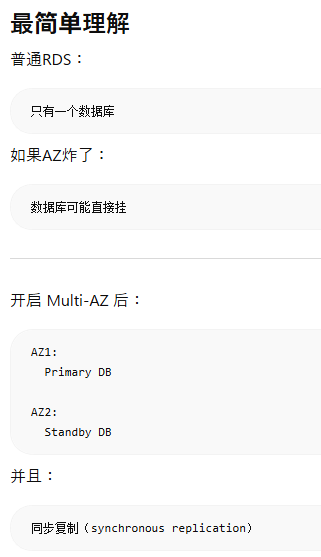 最简单理解
普通RDS：
只有一个数据库
如果AZ炸了：
数据库可能直接挂
开启 Multi-AZ 后：
AZ1:
Primary DB
AZ2:
Standby DB
并且：
同步复制（synchronous replication）